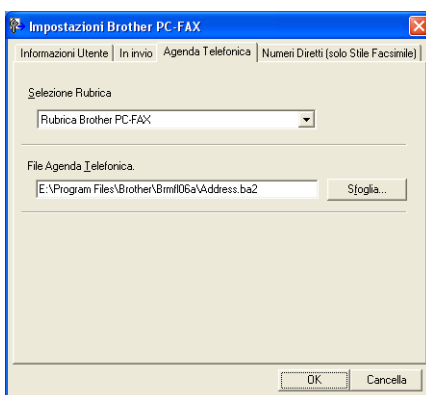 Impostazioni Brother PC-FAX
Informazioni Utente | In invio | Agenda Telefonica | Numeri Diretti (solo Stile Facsimile)
Selezione Rubrica
Rubrica Brother PC-FAX
File Agenda Telefonica.
E:\Program Files\Brother\Brmfl06a\Address.ba2
Sfoglia...
OK
Cancella